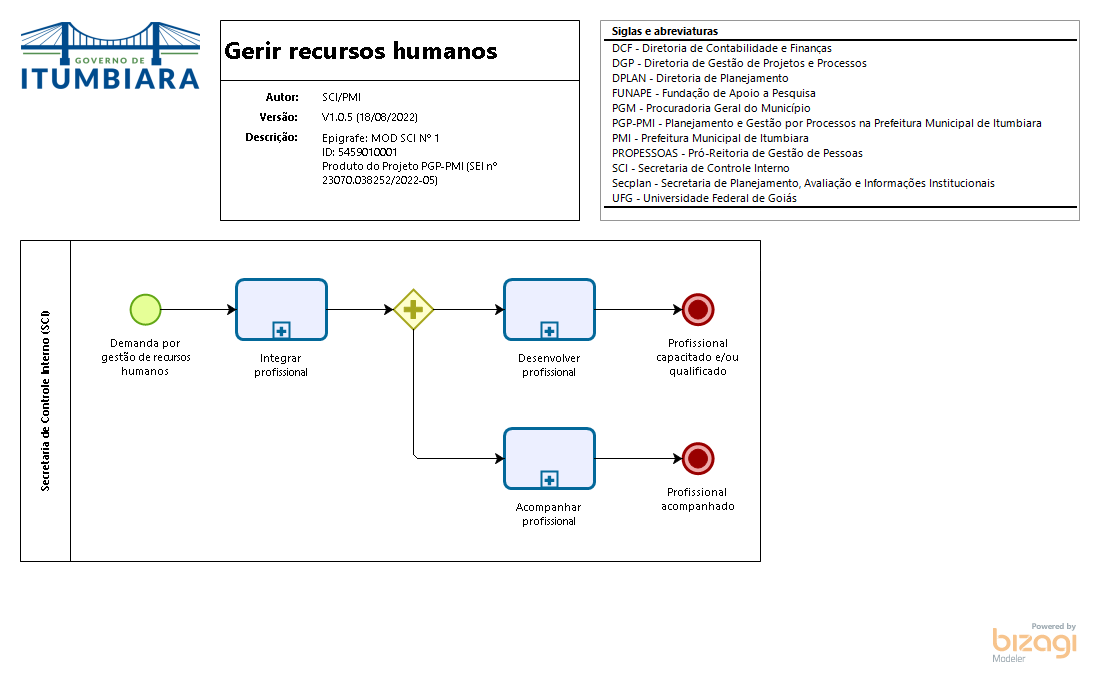 GOVERNO DE
ITUMBIARA
Gerir recursos humanos
Autor: SCI/PMI
Versão: V1.0.5 (18/08/2022)
Descrição: Epigrafe: MOD SCI Nº 1
ID: 5459010001
Produto do Projeto PGP-PMI (SEI nº
23070.038252/2022-05)
Siglas e abreviaturas
DCF - Diretoria de Contabilidade e Finanças
DGP - Diretoria de Gestão de Projetos e Processos
DPLAN - Diretoria de Planejamento
FUNAPE - Fundação de Apoio a Pesquisa
PGM - Procuradoria Geral do Município
PGP-PMI - Planejamento e Gestão por Processos na Prefeitura Municipal de Itumbiara
PMI - Prefeitura Municipal de Itumbiara
PROPESSOAS - Pró-Reitoria de Gestão de Pessoas
SCI - Secretaria de Controle Interno
Secplan - Secretaria de Planejamento, Avaliação e Informações Institucionais
UFG - Universidade Federal de Goiás
Secretaria de Controle Interno (SCI)
Demanda por
gestão de recursos
humanos
Integrar
profissional
Desenvolver
profissional
Profissional
capacitado e/ou
qualificado
Acompanhar
profissional
Profissional
acompanhado
Powered by
bizagi
Modeler